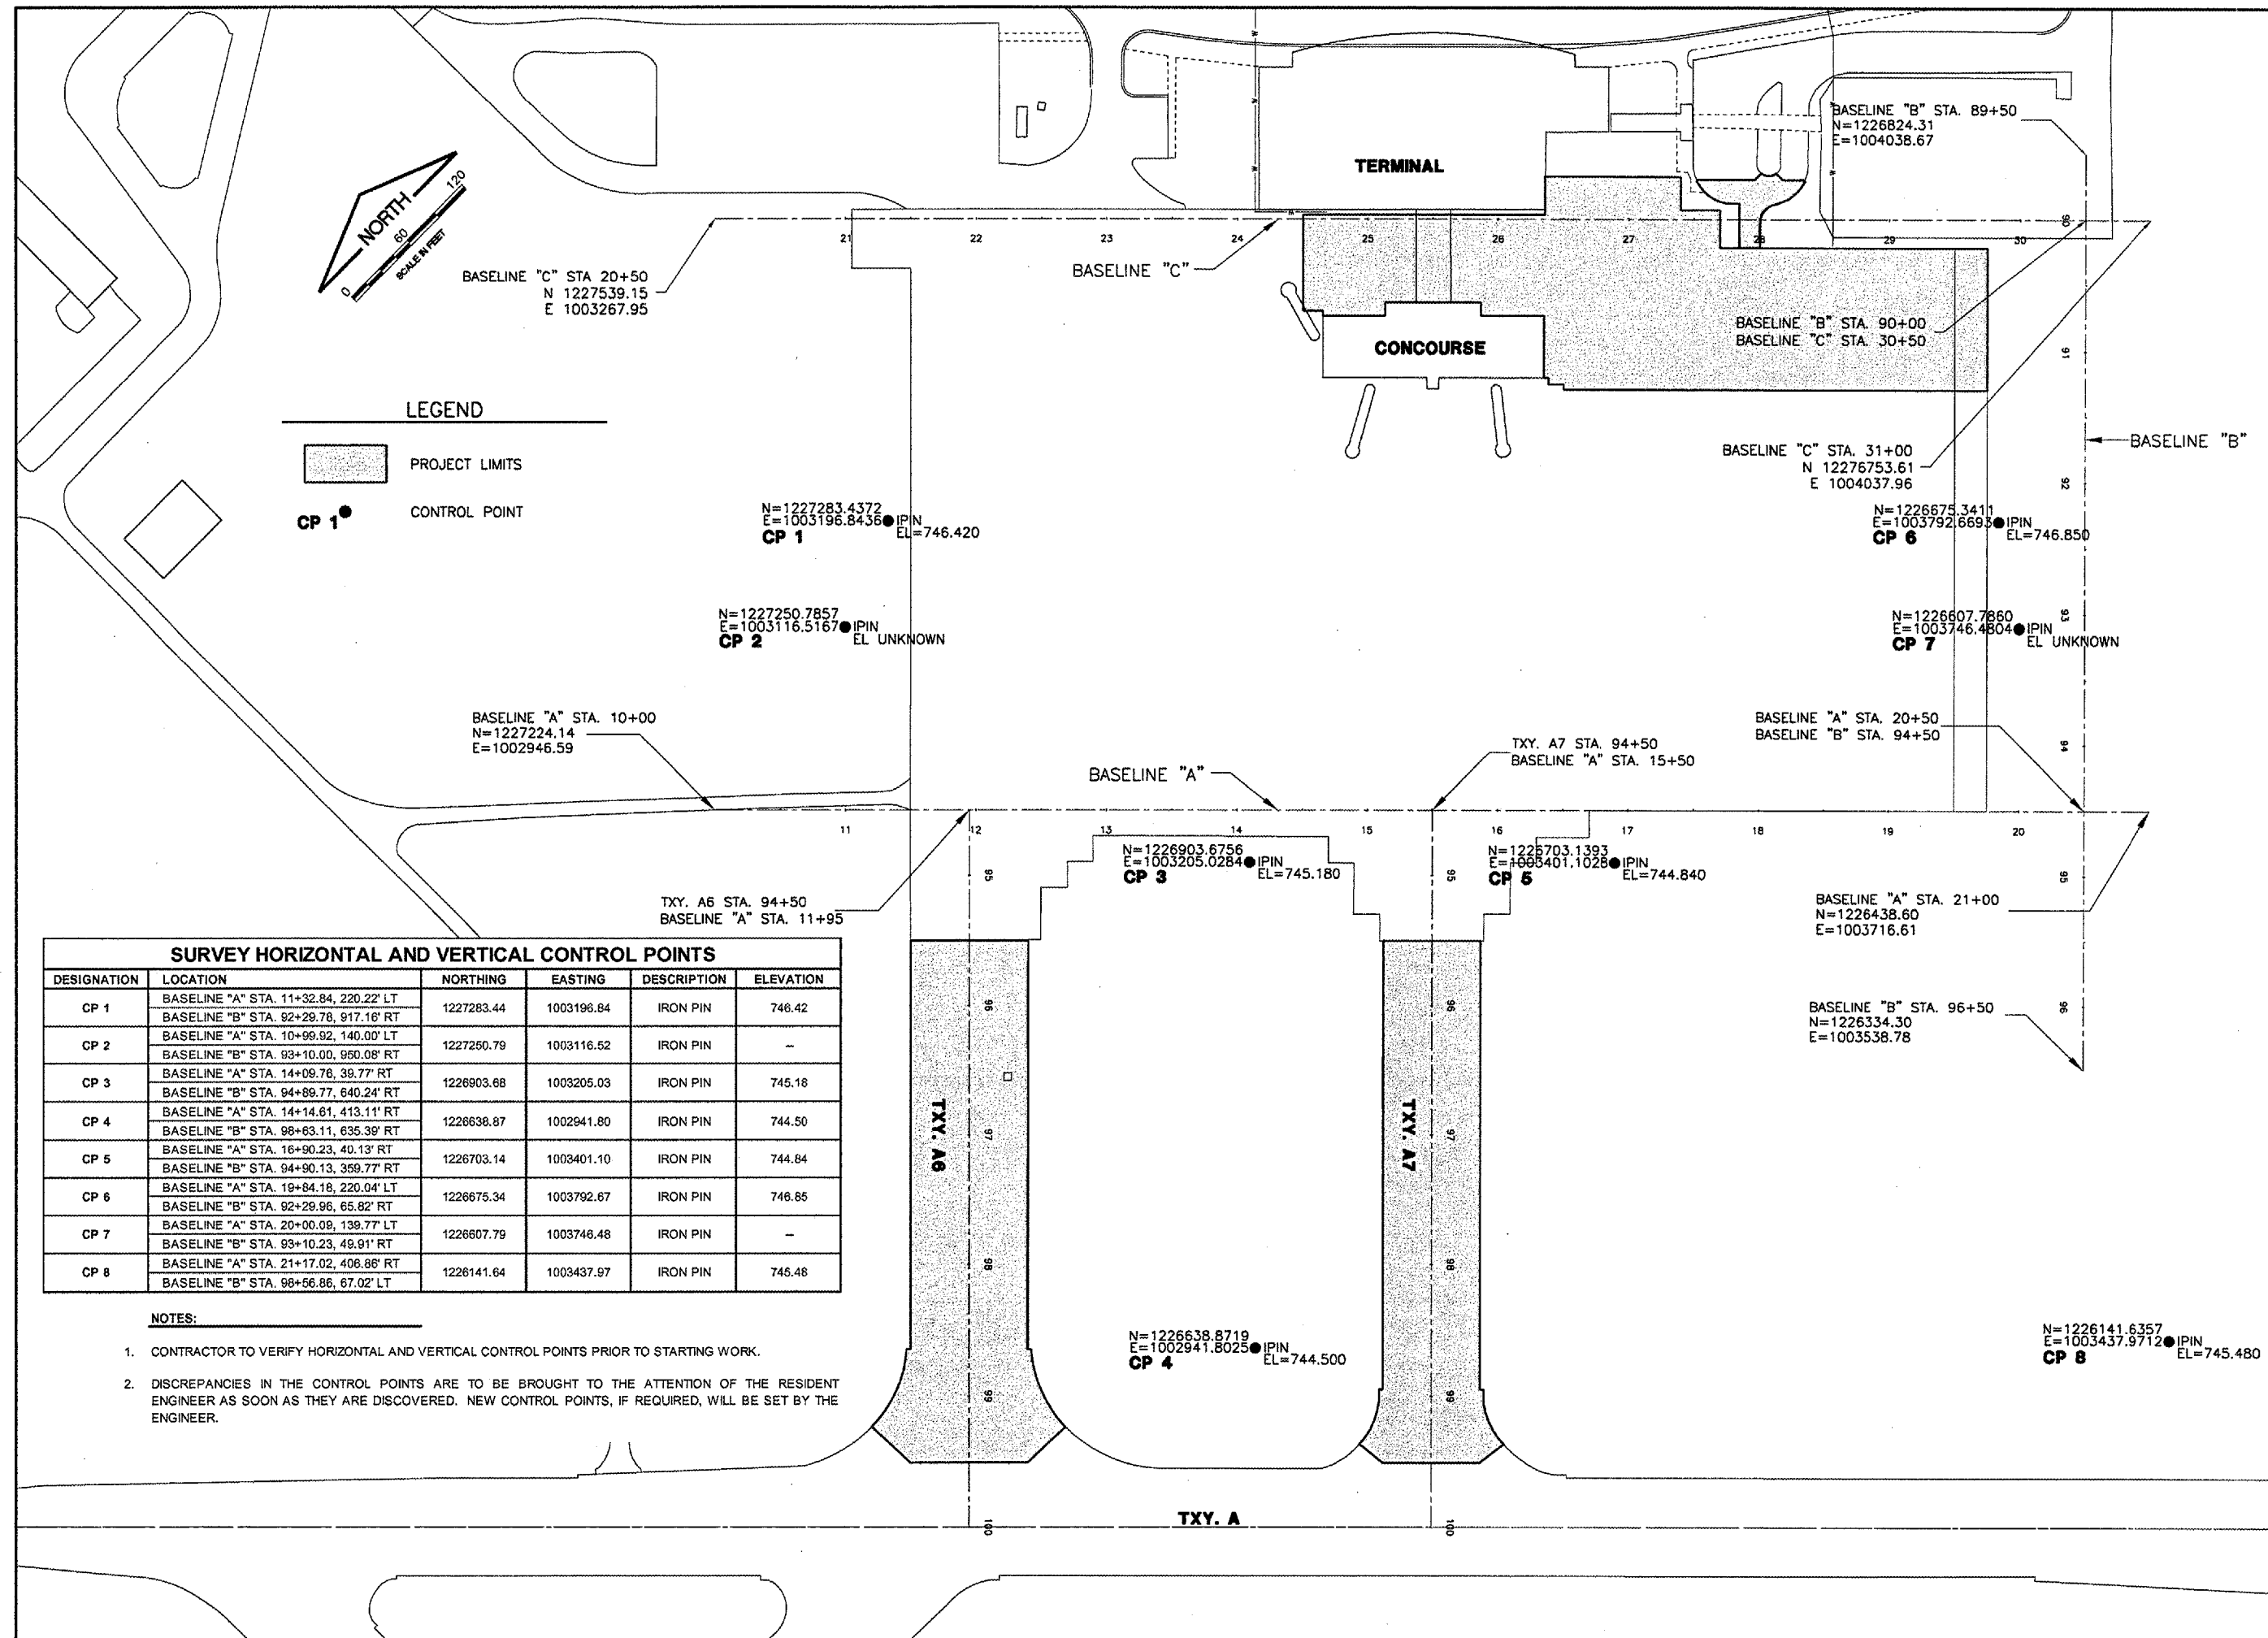 TERMINAL
BASELINE "B" STA. 89+50
N=1226824.31
E=1004038.67
NORTH
0 60 120
SCALE IN FEET
BASELINE "C" STA 20+50
N 1227539.15
E 1003267.95
21 22 23 24 25 26 27 28 29 30
BASELINE "C"
CONCOURSE
BASELINE "B" STA. 90+00
BASELINE "C" STA. 30+50
90
91
92
93
94
95
96
BASELINE "B"
LEGEND
PROJECT LIMITS
CP 1
CONTROL POINT
BASELINE "C" STA. 31+00
N 12276753.61
E 1004037.96
N=1227283.4372
E=1003196.8436 IPIN
CP 1 EL=746.420
N=1226675.3411
E=1003792.6693 IPIN
CP 6 EL=746.850
N=1227250.7857
E=1003116.5167 IPIN
CP 2 EL UNKNOWN
N=1226607.7860
E=1003746.4804 IPIN
CP 7 EL UNKNOWN
BASELINE "A" STA. 10+00
N=1227224.14
E=1002946.59
BASELINE "A"
TXY. A7 STA. 94+50
BASELINE "A" STA. 15+50
BASELINE "A" STA. 20+50
BASELINE "B" STA. 94+50
11 12 13 14 15 16 17 18 19 20
N=1226903.6756
E=1003205.0284 IPIN
CP 3 EL=745.180
N=1226703.1393
E=1003401.1028 IPIN
CP 5 EL=744.840
TXY. A6 STA. 94+50
BASELINE "A" STA. 11+95
BASELINE "A" STA. 21+00
N=1226438.60
E=1003716.61
BASELINE "B" STA. 96+50
N=1226334.30
E=1003538.78
SURVEY HORIZONTAL AND VERTICAL CONTROL POINTS
DESIGNATION LOCATION NORTHING EASTING DESCRIPTION ELEVATION
CP 1 BASELINE "A" STA. 11+32.84, 220.22' LT 1227283.44 1003196.84 IRON PIN 746.42
BASELINE "B" STA. 92+29.78, 917.16' RT
CP 2 BASELINE "A" STA. 10+99.92, 140.00' LT 1227250.79 1003116.52 IRON PIN --
BASELINE "B" STA. 93+10.00, 950.08' RT
CP 3 BASELINE "A" STA. 14+09.76, 39.77' RT 1226903.68 1003205.03 IRON PIN 745.18
BASELINE "B" STA. 94+89.77, 640.24' RT
CP 4 BASELINE "A" STA. 14+14.61, 413.11' RT 1226638.87 1002941.80 IRON PIN 744.50
BASELINE "B" STA. 98+63.11, 635.39' RT
CP 5 BASELINE "A" STA. 16+90.23, 40.13' RT 1226703.14 1003401.10 IRON PIN 744.84
BASELINE "B" STA. 94+90.13, 359.77' RT
CP 6 BASELINE "A" STA. 19+84.18, 220.04' LT 1226675.34 1003792.67 IRON PIN 746.85
BASELINE "B" STA. 92+29.96, 65.82' RT
CP 7 BASELINE "A" STA. 20+00.09, 139.77' LT 1226607.79 1003746.48 IRON PIN --
BASELINE "B" STA. 93+10.23, 49.91' RT
CP 8 BASELINE "A" STA. 21+17.02, 406.86' RT 1226141.64 1003437.97 IRON PIN 745.48
BASELINE "B" STA. 98+56.86, 67.02' LT
95
96
TXY. A6
97
98
99
100
95
96
TXY. A7
97
98
99
100
NOTES:
1. CONTRACTOR TO VERIFY HORIZONTAL AND VERTICAL CONTROL POINTS PRIOR TO STARTING WORK.
2. DISCREPANCIES IN THE CONTROL POINTS ARE TO BE BROUGHT TO THE ATTENTION OF THE RESIDENT
ENGINEER AS SOON AS THEY ARE DISCOVERED. NEW CONTROL POINTS, IF REQUIRED, WILL BE SET BY THE
ENGINEER.
N=1226638.8719
E=1002941.8025 IPIN
CP 4 EL=744.500
N=1226141.6357
E=1003437.9712 IPIN
CP 8 EL=745.480
TXY. A